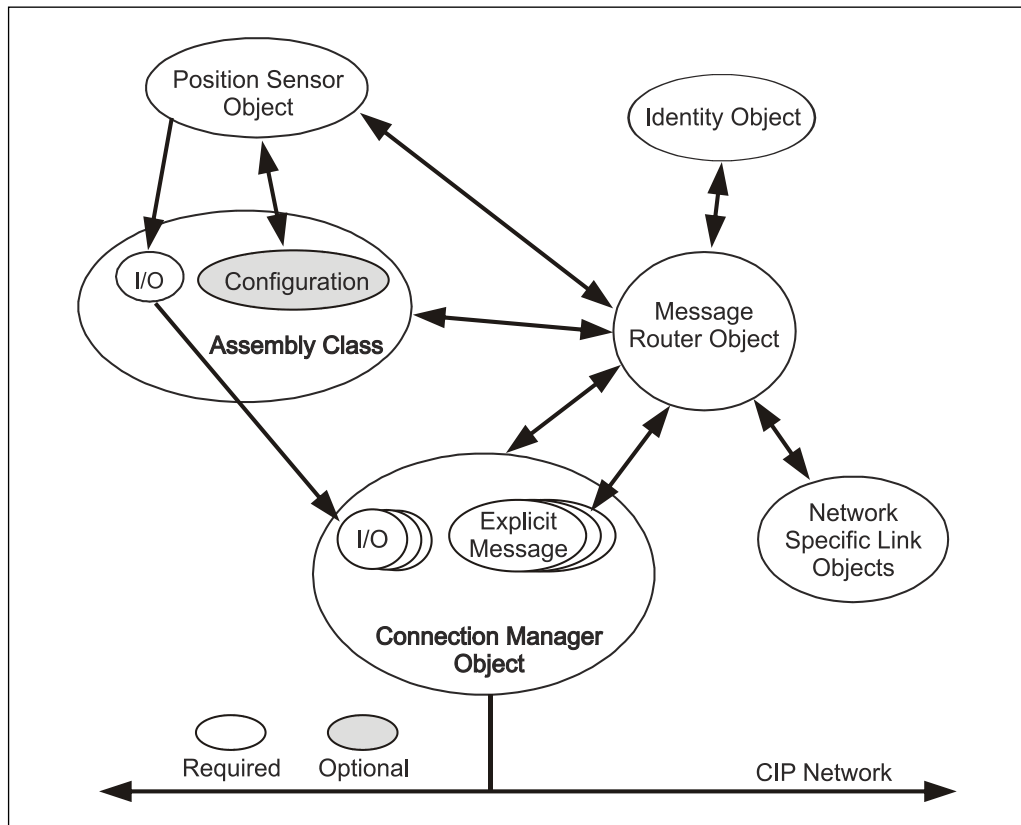 Position Sensor
Object
Identity Object
I/O
Configuration
Assembly Class
Message
Router Object
I/O
Explicit
Message
Connection Manager
Object
Network
Specific Link
Objects
Required
Optional
CIP Network